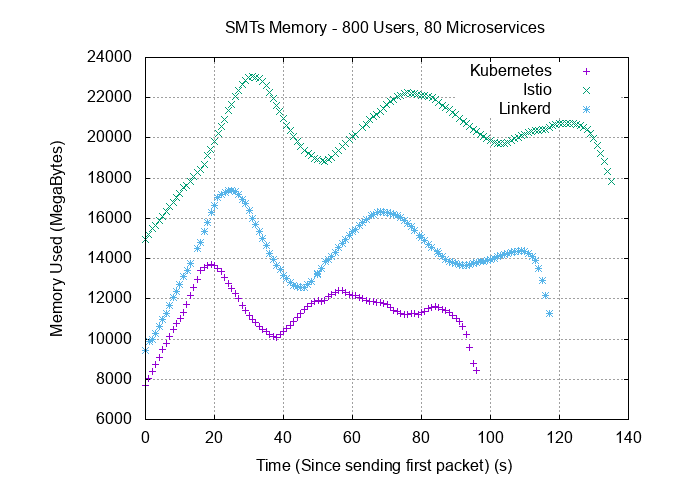 SMTs Memory - 800 Users, 80 Microservices
24000
22000
20000
18000
16000
14000
12000
10000
8000
6000
Memory Used (MegaBytes)
Kubernetes
Istio
Linkerd
0 20 40 60 80 100 120 140
Time (Since sending first packet) (s)